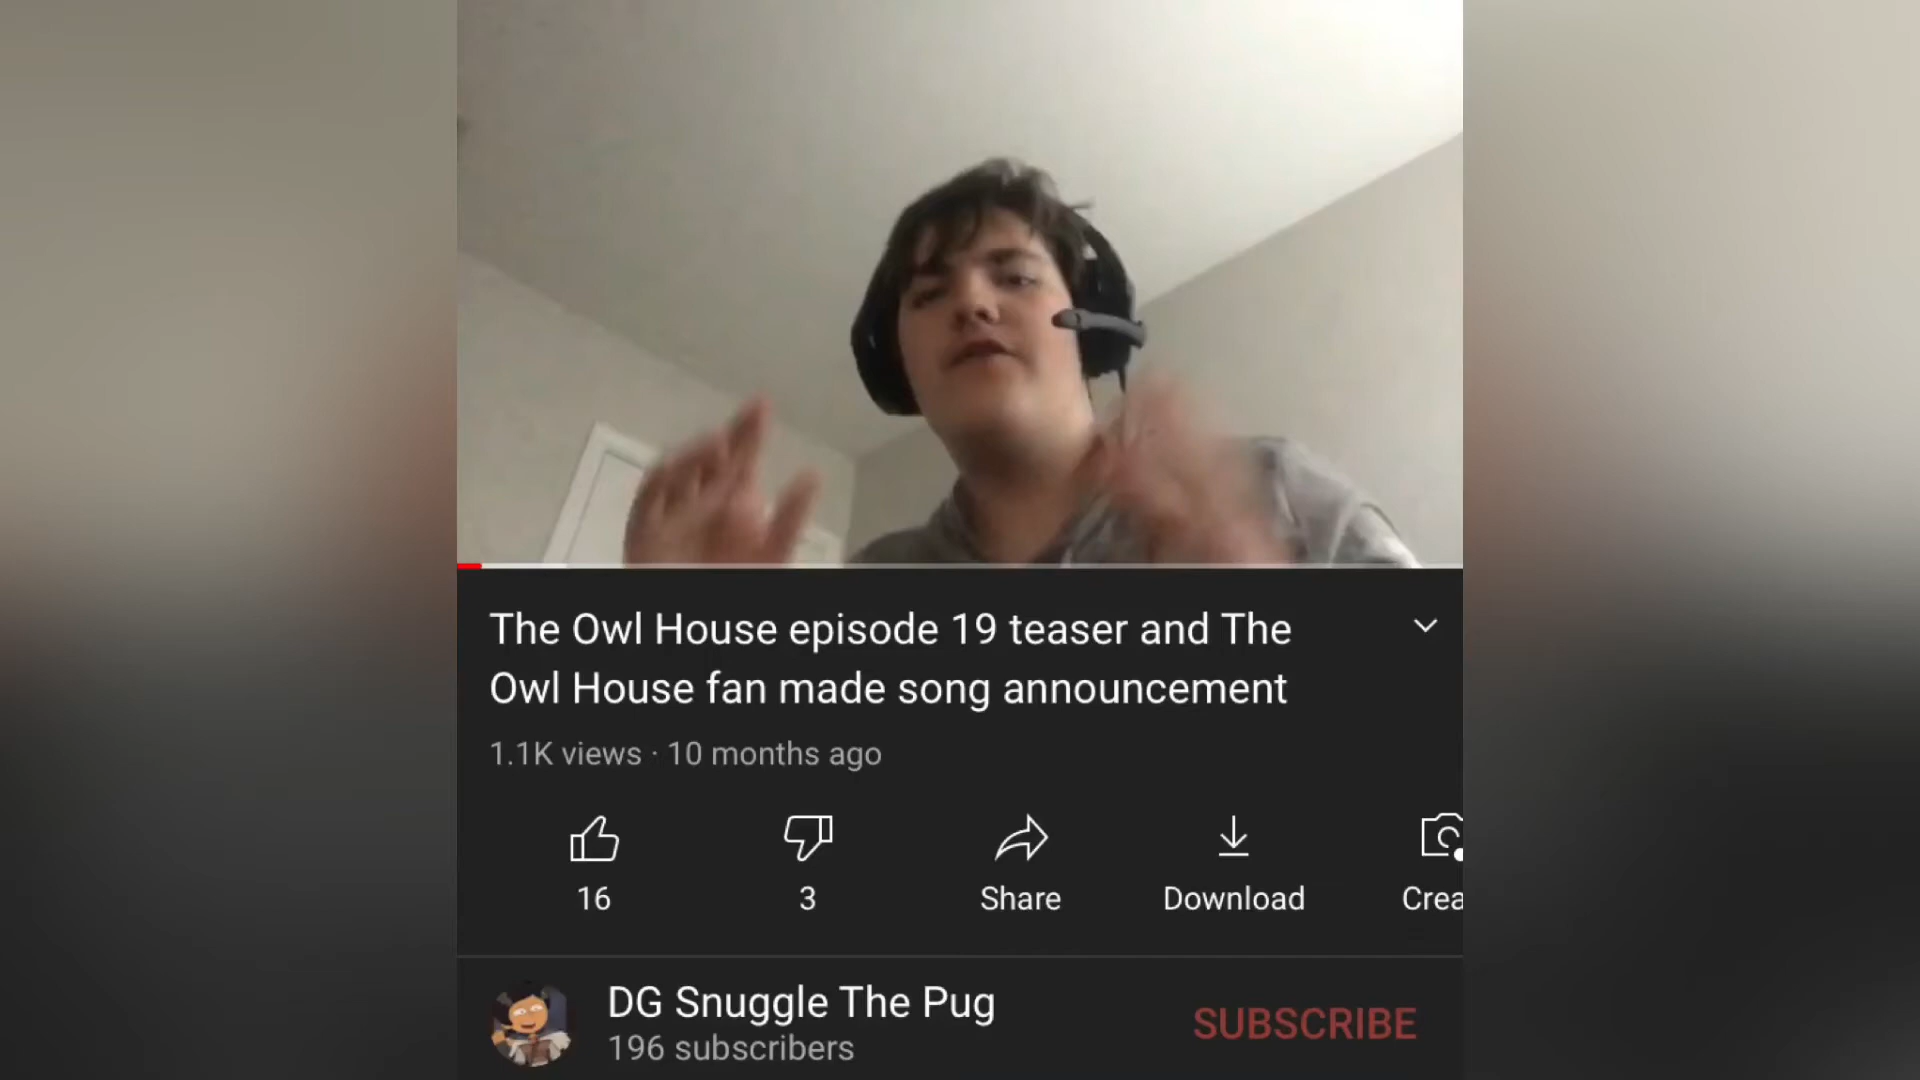 The Owl House episode 19 teaser and The
Owl House fan made song announcement
1.1K views · 10 months ago
16
3
Share
Download
Crea
DG Snuggle The Pug
196 subscribers
SUBSCRIBE